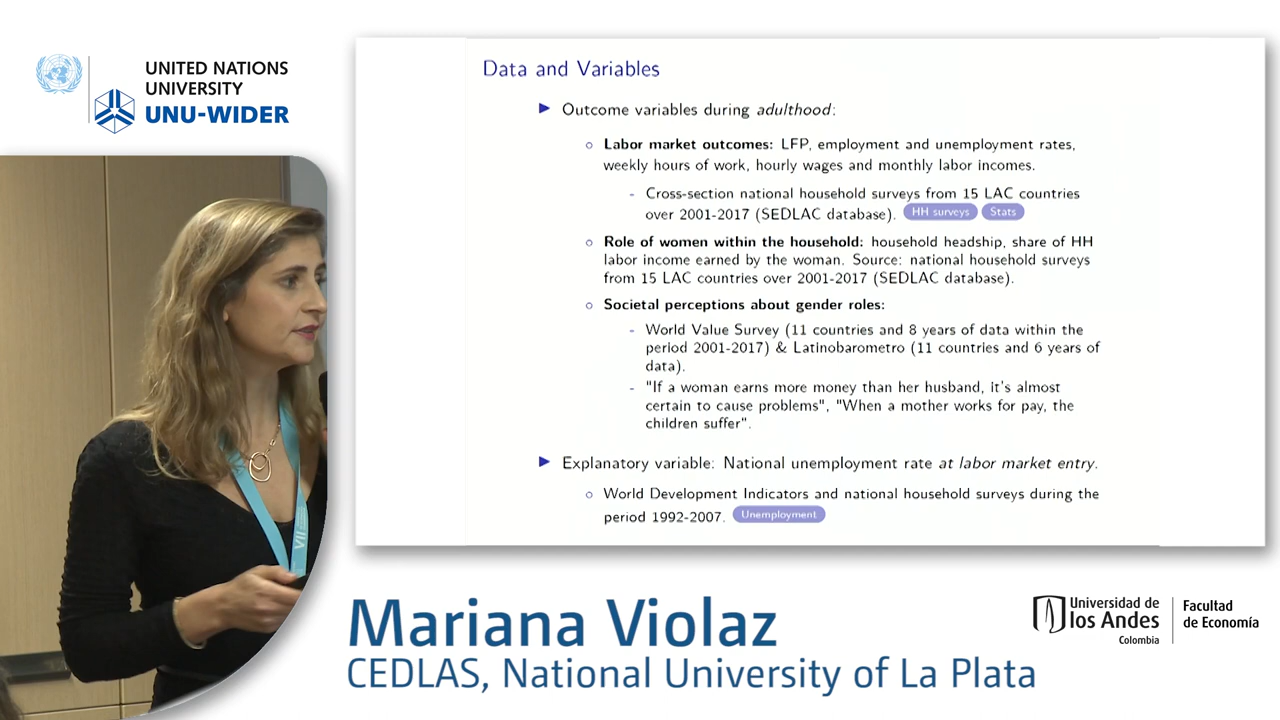 UNITED NATIONS
UNIVERSITY
UNU-WIDER
Data and Variables
Outcome variables during adulthood:
Labor market outcomes: LFP, employment and unemployment rates,
weekly hours of work, hourly wages and monthly labor incomes.
- Cross-section national household surveys from 15 LAC countries
over 2001-2017 (SEDLAC database). HH surveys Stats
Role of women within the household: household headship, share of HH
labor income earned by the woman. Source: national household surveys
from 15 LAC countries over 2001-2017 (SEDLAC database).
Societal perceptions about gender roles:
- World Value Survey (11 countries and 8 years of data within the
period 2001-2017) & Latinobarometro (11 countries and 6 years of
data).
- "If a woman earns more money than her husband, it's almost
certain to cause problems", "When a mother works for pay, the
children suffer".
Explanatory variable: National unemployment rate at labor market entry.
World Development Indicators and national household surveys during the
period 1992-2007. Unemployment
VII
Mariana Violaz
CEDLAS, National University of La Plata
Universidad de
los Andes
Colombia
Facultad
de Economía